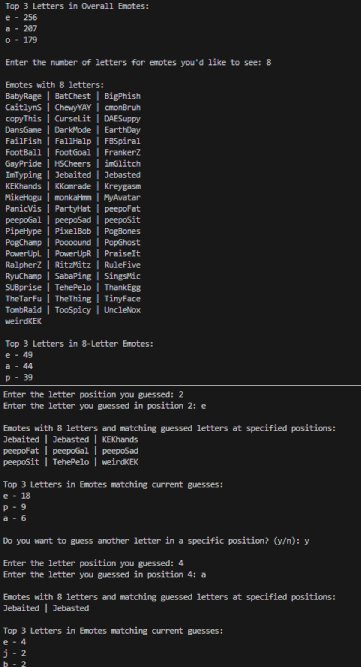 Top 3 Letters in Overall Emotes:
e - 256
a - 207
o - 179
Enter the number of letters for emotes you'd like to see: 8
Emotes with 8 letters:
BabyRage | BatChest | BigPhish
CaitlynS | ChewyYAY | cmonBruh
copyThis | CurseLit | DAESuppy
DansGame | DarkMode | EarthDay
FailFish | FallHalp | FBSpiral
FootBall | FootGoal | FrankerZ
GayPride | HSCheers | imGlitch
ImTyping | Jebaited | Jebasted
KEKhands | KKomrade | Kreygasm
MikeHogu | monkaHmm | MyAvatar
PanicVis | PartyHat | peepoFat
peepoGal | peepoSad | peepoSit
PipeHype | PixelBob | PogBones
PogChamp | Poooound | PopGhost
PowerUpL | PowerUpR | PraiseIt
RalpherZ | RitzMitz | RuleFive
RyuChamp | SabaPing | SingsMic
SUBprise | TehePelo | ThankEgg
TheTarFu | TheThing | TinyFace
TombRaid | TooSpicy | UncleNox
weirdKEK
Top 3 Letters in 8-Letter Emotes:
e - 49
a - 44
p - 39
Enter the letter position you guessed: 2
Enter the letter you guessed in position 2: e
Emotes with 8 letters and matching guessed letters at specified positions:
Jebaited | Jebasted | KEKhands
peepoFat | peepoGal | peepoSad
peepoSit | TehePelo | weirdKEK
Top 3 Letters in Emotes matching current guesses:
e - 18
p - 9
a - 6
Do you want to guess another letter in a specific position? (y/n): y
Enter the letter position you guessed: 4
Enter the letter you guessed in position 4: a
Emotes with 8 letters and matching guessed letters at specified positions:
Jebaited | Jebasted
Top 3 Letters in Emotes matching current guesses:
e - 4
j - 2
b - 2